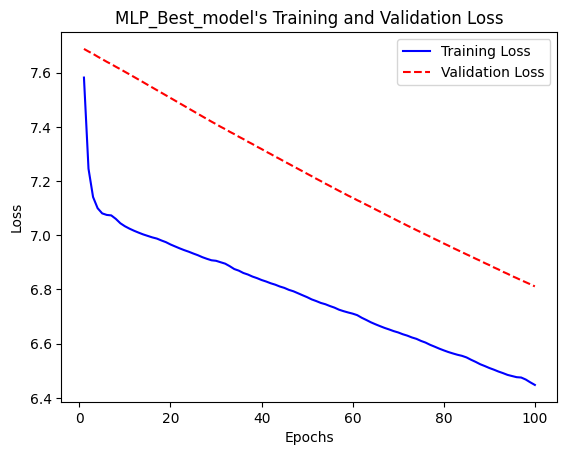 MLP_Best_model's Training and Validation Loss
Training Loss
Validation Loss
Loss
7.6
7.4
7.2
7.0
6.8
6.6
6.4
0 20 40 60 80 100
Epochs